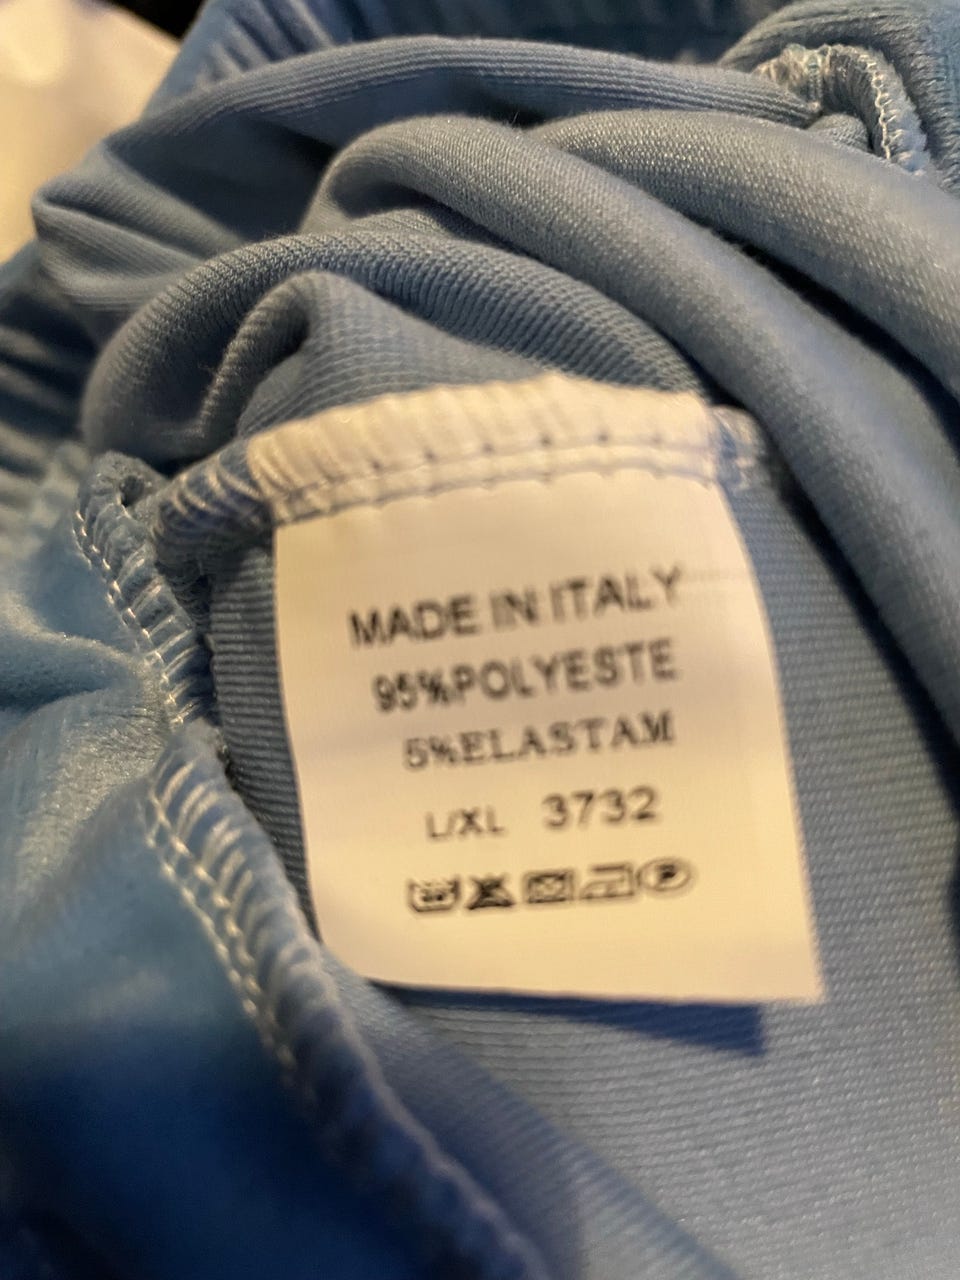 MADE IN ITALY
95%POLYESTE
5%ELASTAM
L/XL 3732